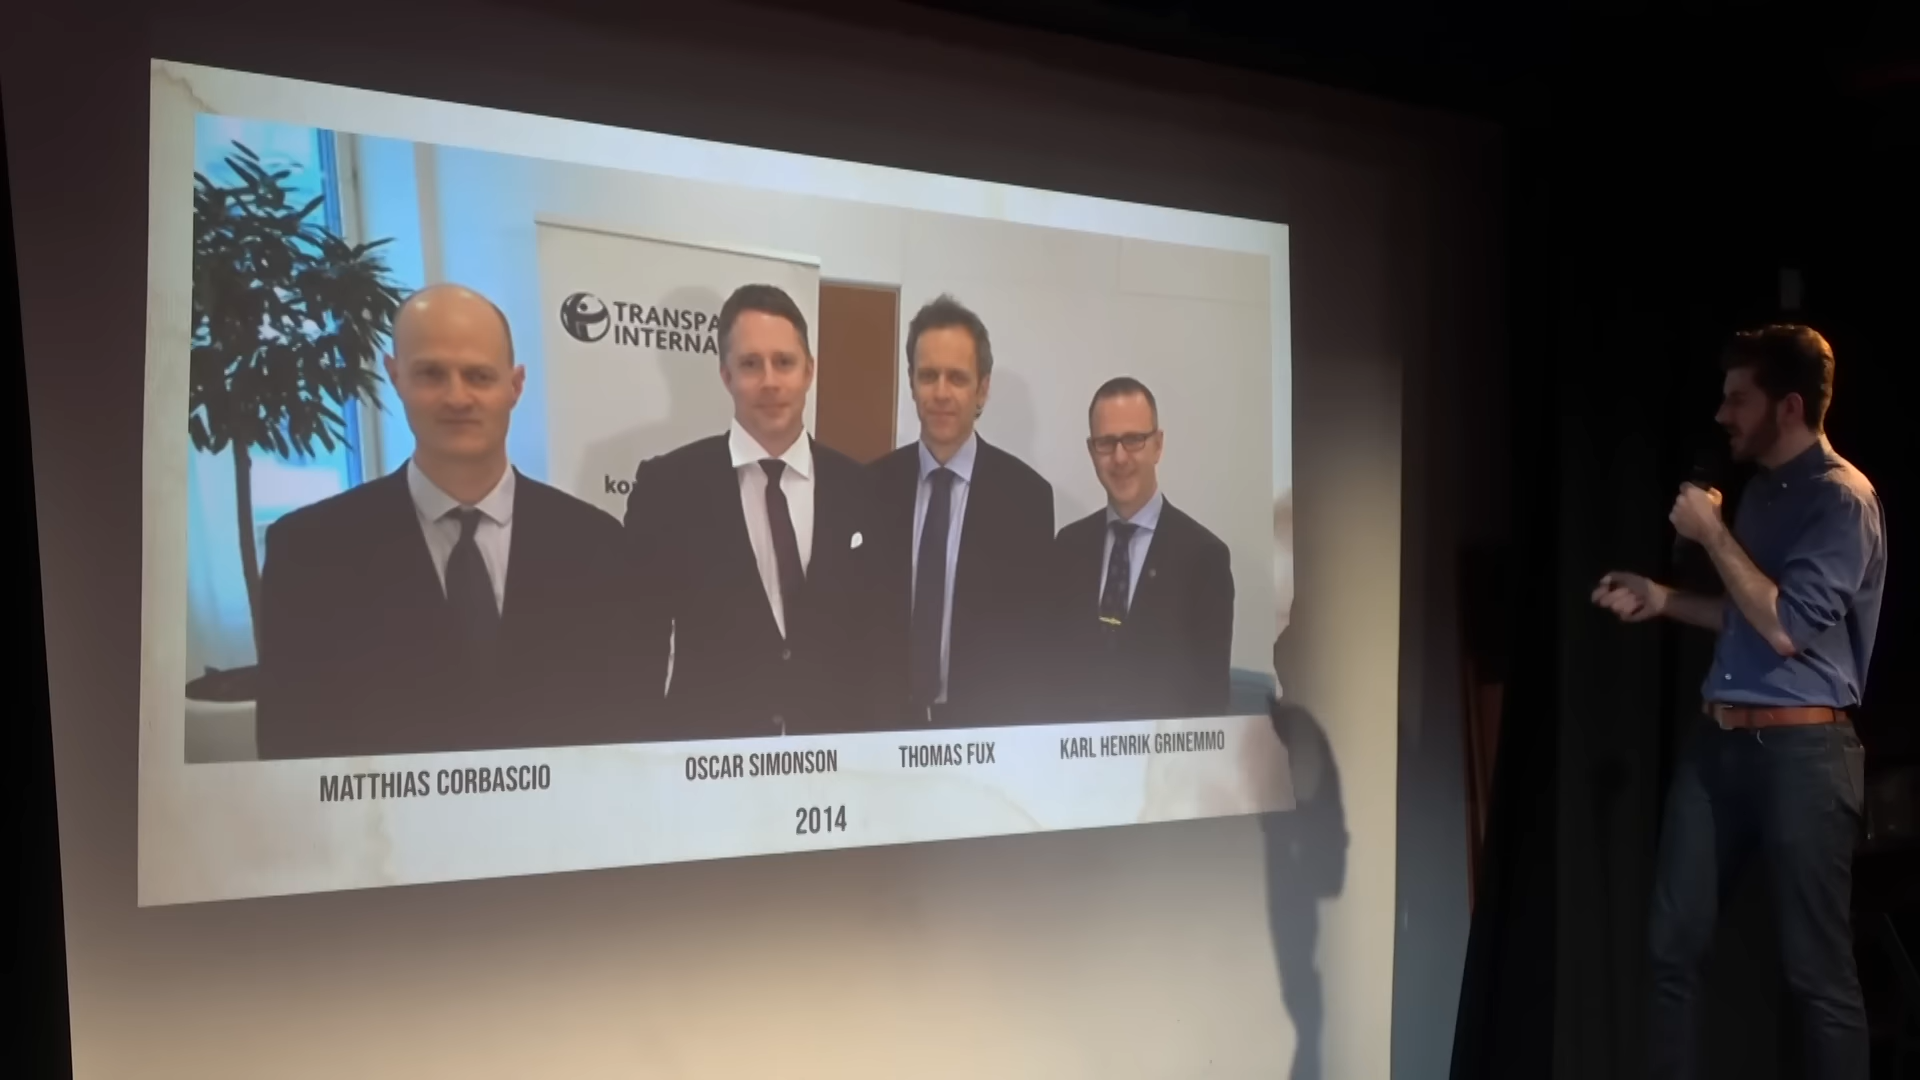 TRANSPA
INTERNA
MATTHIAS CORBASCIO
OSCAR SIMONSON
THOMAS FUX
KARL HENRIK GRINEMMO
2014